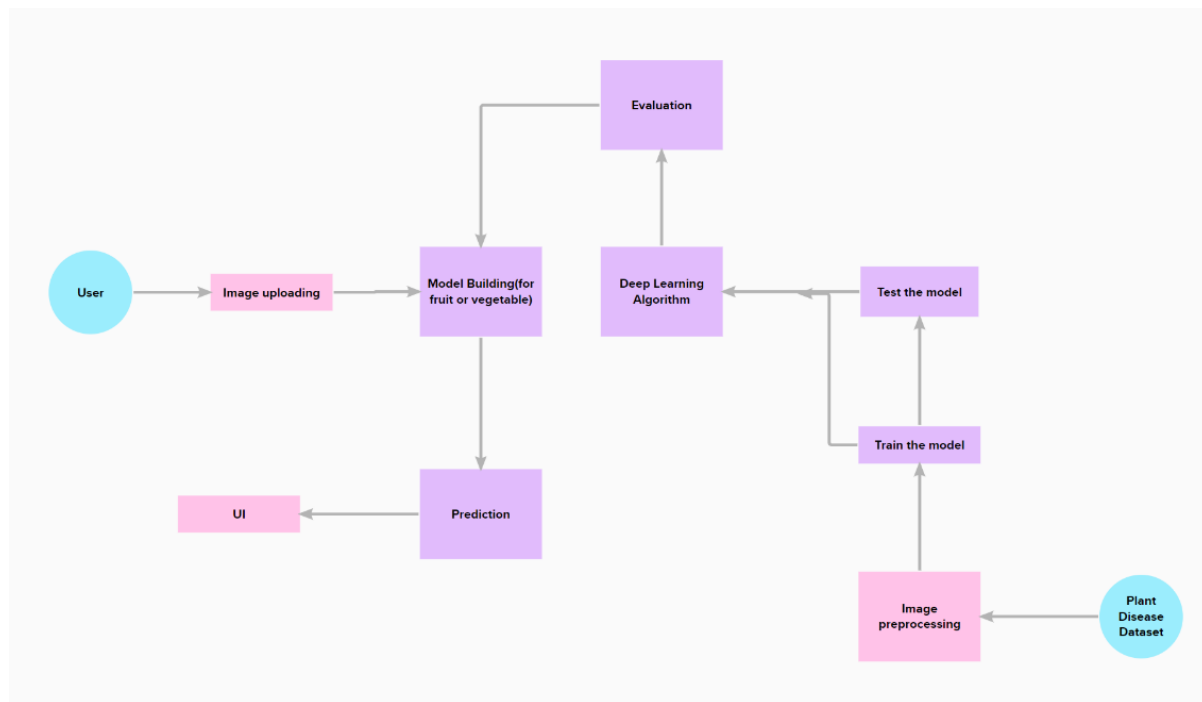 Evaluation
User
Image uploading
Model Building(for
fruit or vegetable)
Deep Learning
Algorithm
Test the model
Train the model
UI
Prediction
Image
preprocessing
Plant
Disease
Dataset